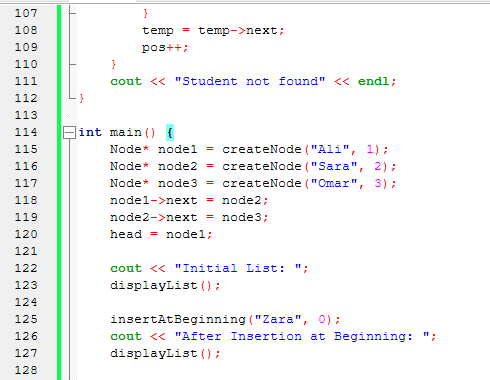 107 }
108 temp = temp->next;
109 pos++;
110 }
111 cout << "Student not found" << endl;
112 }
113
114 int main() {
115 Node* node1 = createNode("Ali", 1);
116 Node* node2 = createNode("Sara", 2);
117 Node* node3 = createNode("Omar", 3);
118 node1->next = node2;
119 node2->next = node3;
120 head = node1;
121
122 cout << "Initial List: ";
123 displayList();
124
125 insertAtBeginning("Zara", 0);
126 cout << "After Insertion at Beginning: ";
127 displayList();
128